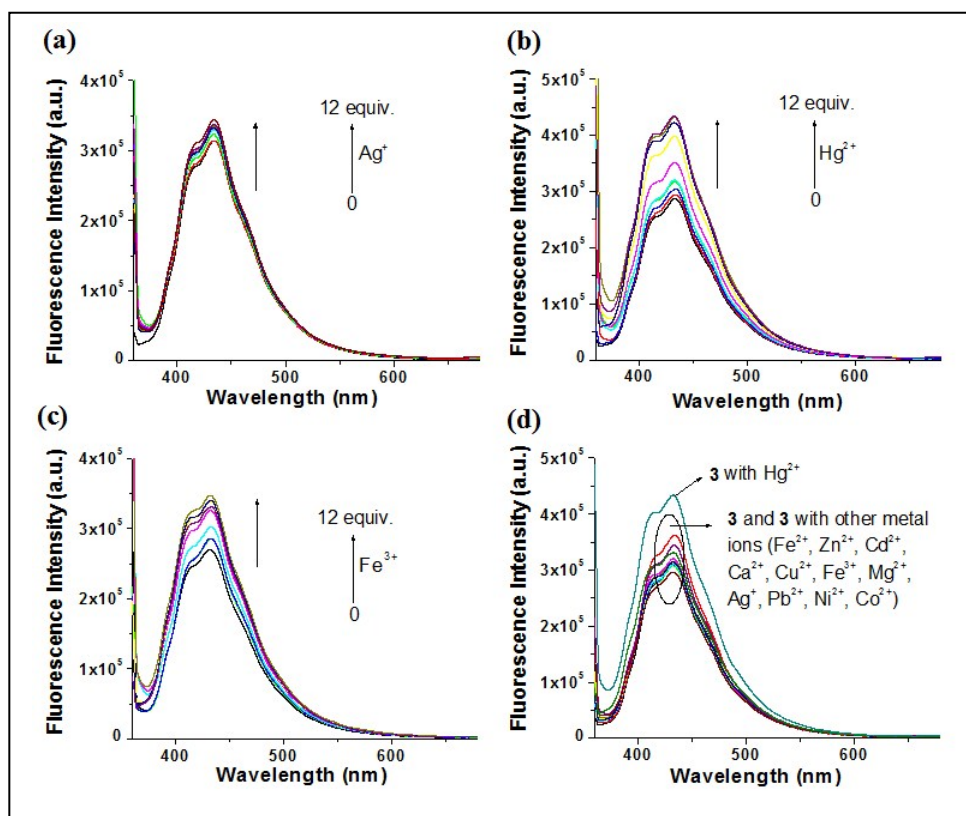 (a)
Fluorescence Intensity (a.u.)
4x10⁵
3x10⁵
2x10⁵
1x10⁵
0
12 equiv.
Ag⁺
0
400
500
600
Wavelength (nm)
(b)
Fluorescence Intensity (a.u.)
5x10⁵
4x10⁵
3x10⁵
2x10⁵
1x10⁵
0
12 equiv.
Hg²⁺
0
400
500
600
Wavelength (nm)
(c)
Fluorescence Intensity (a.u.)
4x10⁵
3x10⁵
2x10⁵
1x10⁵
0
12 equiv.
Fe³⁺
0
400
500
600
Wavelength (nm)
(d)
Fluorescence Intensity (a.u.)
5x10⁵
4x10⁵
3x10⁵
2x10⁵
1x10⁵
0
3 with Hg²⁺
3 and 3 with other metal
ions (Fe²⁺, Zn²⁺, Cd²⁺,
Ca²⁺, Cu²⁺, Fe³⁺, Mg²⁺,
Ag⁺, Pb²⁺, Ni²⁺, Co²⁺)
400
500
600
Wavelength (nm)